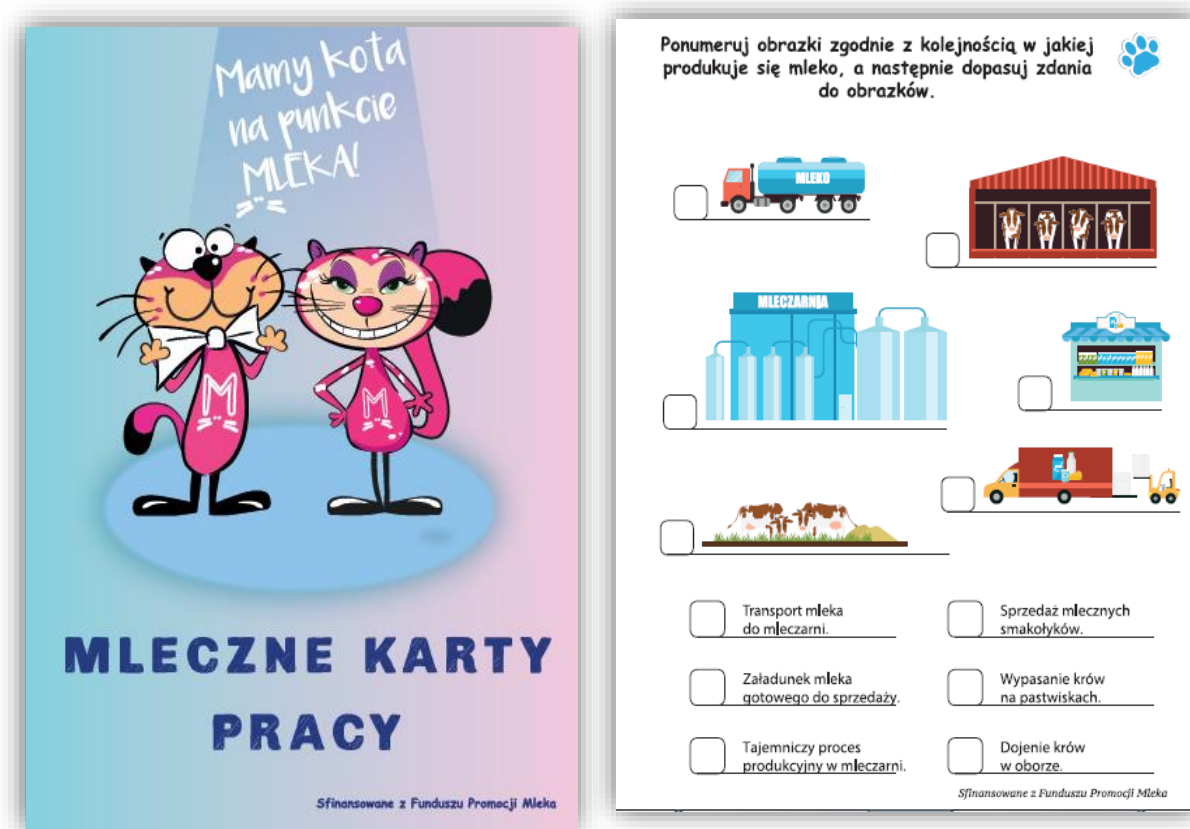 Mamy kota
na punkcie
MLEKA!
M
M
MLECZNE KARTY
PRACY
Sfinansowane z Funduszu Promocji Mleka
Ponumeruj obrazki zgodnie z kolejnością w jakiej
produkuje się mleko, a następnie dopasuj zdania
do obrazków.
MLEKO
MLECZARNIA
Transport mleka
do mleczarni.
Sprzedaż mlecznych
smakołyków.
Załadunek mleka
gotowego do sprzedaży.
Wypasanie krów
na pastwiskach.
Tajemniczy proces
produkcyjny w mleczarni.
Dojenie krów
w oborze.
Sfinansowane z Funduszu Promocji Mleka